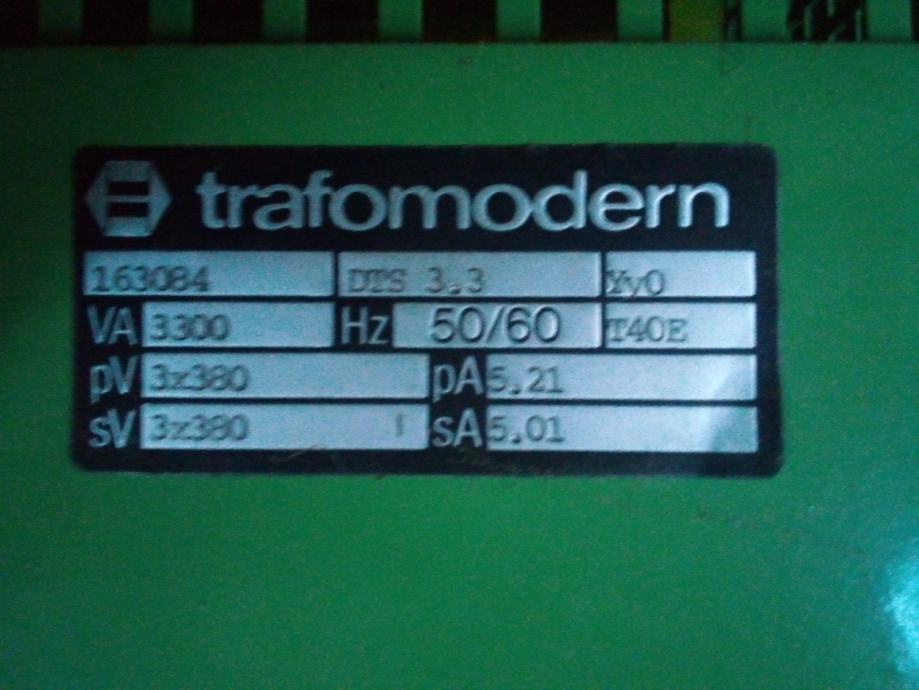 trafomodern
163084 DTS 3.3 Yy0
VA 3300 Hz 50/60 T40E
pV 3x380 pA 5.21
sV 3x380 sA 5.01